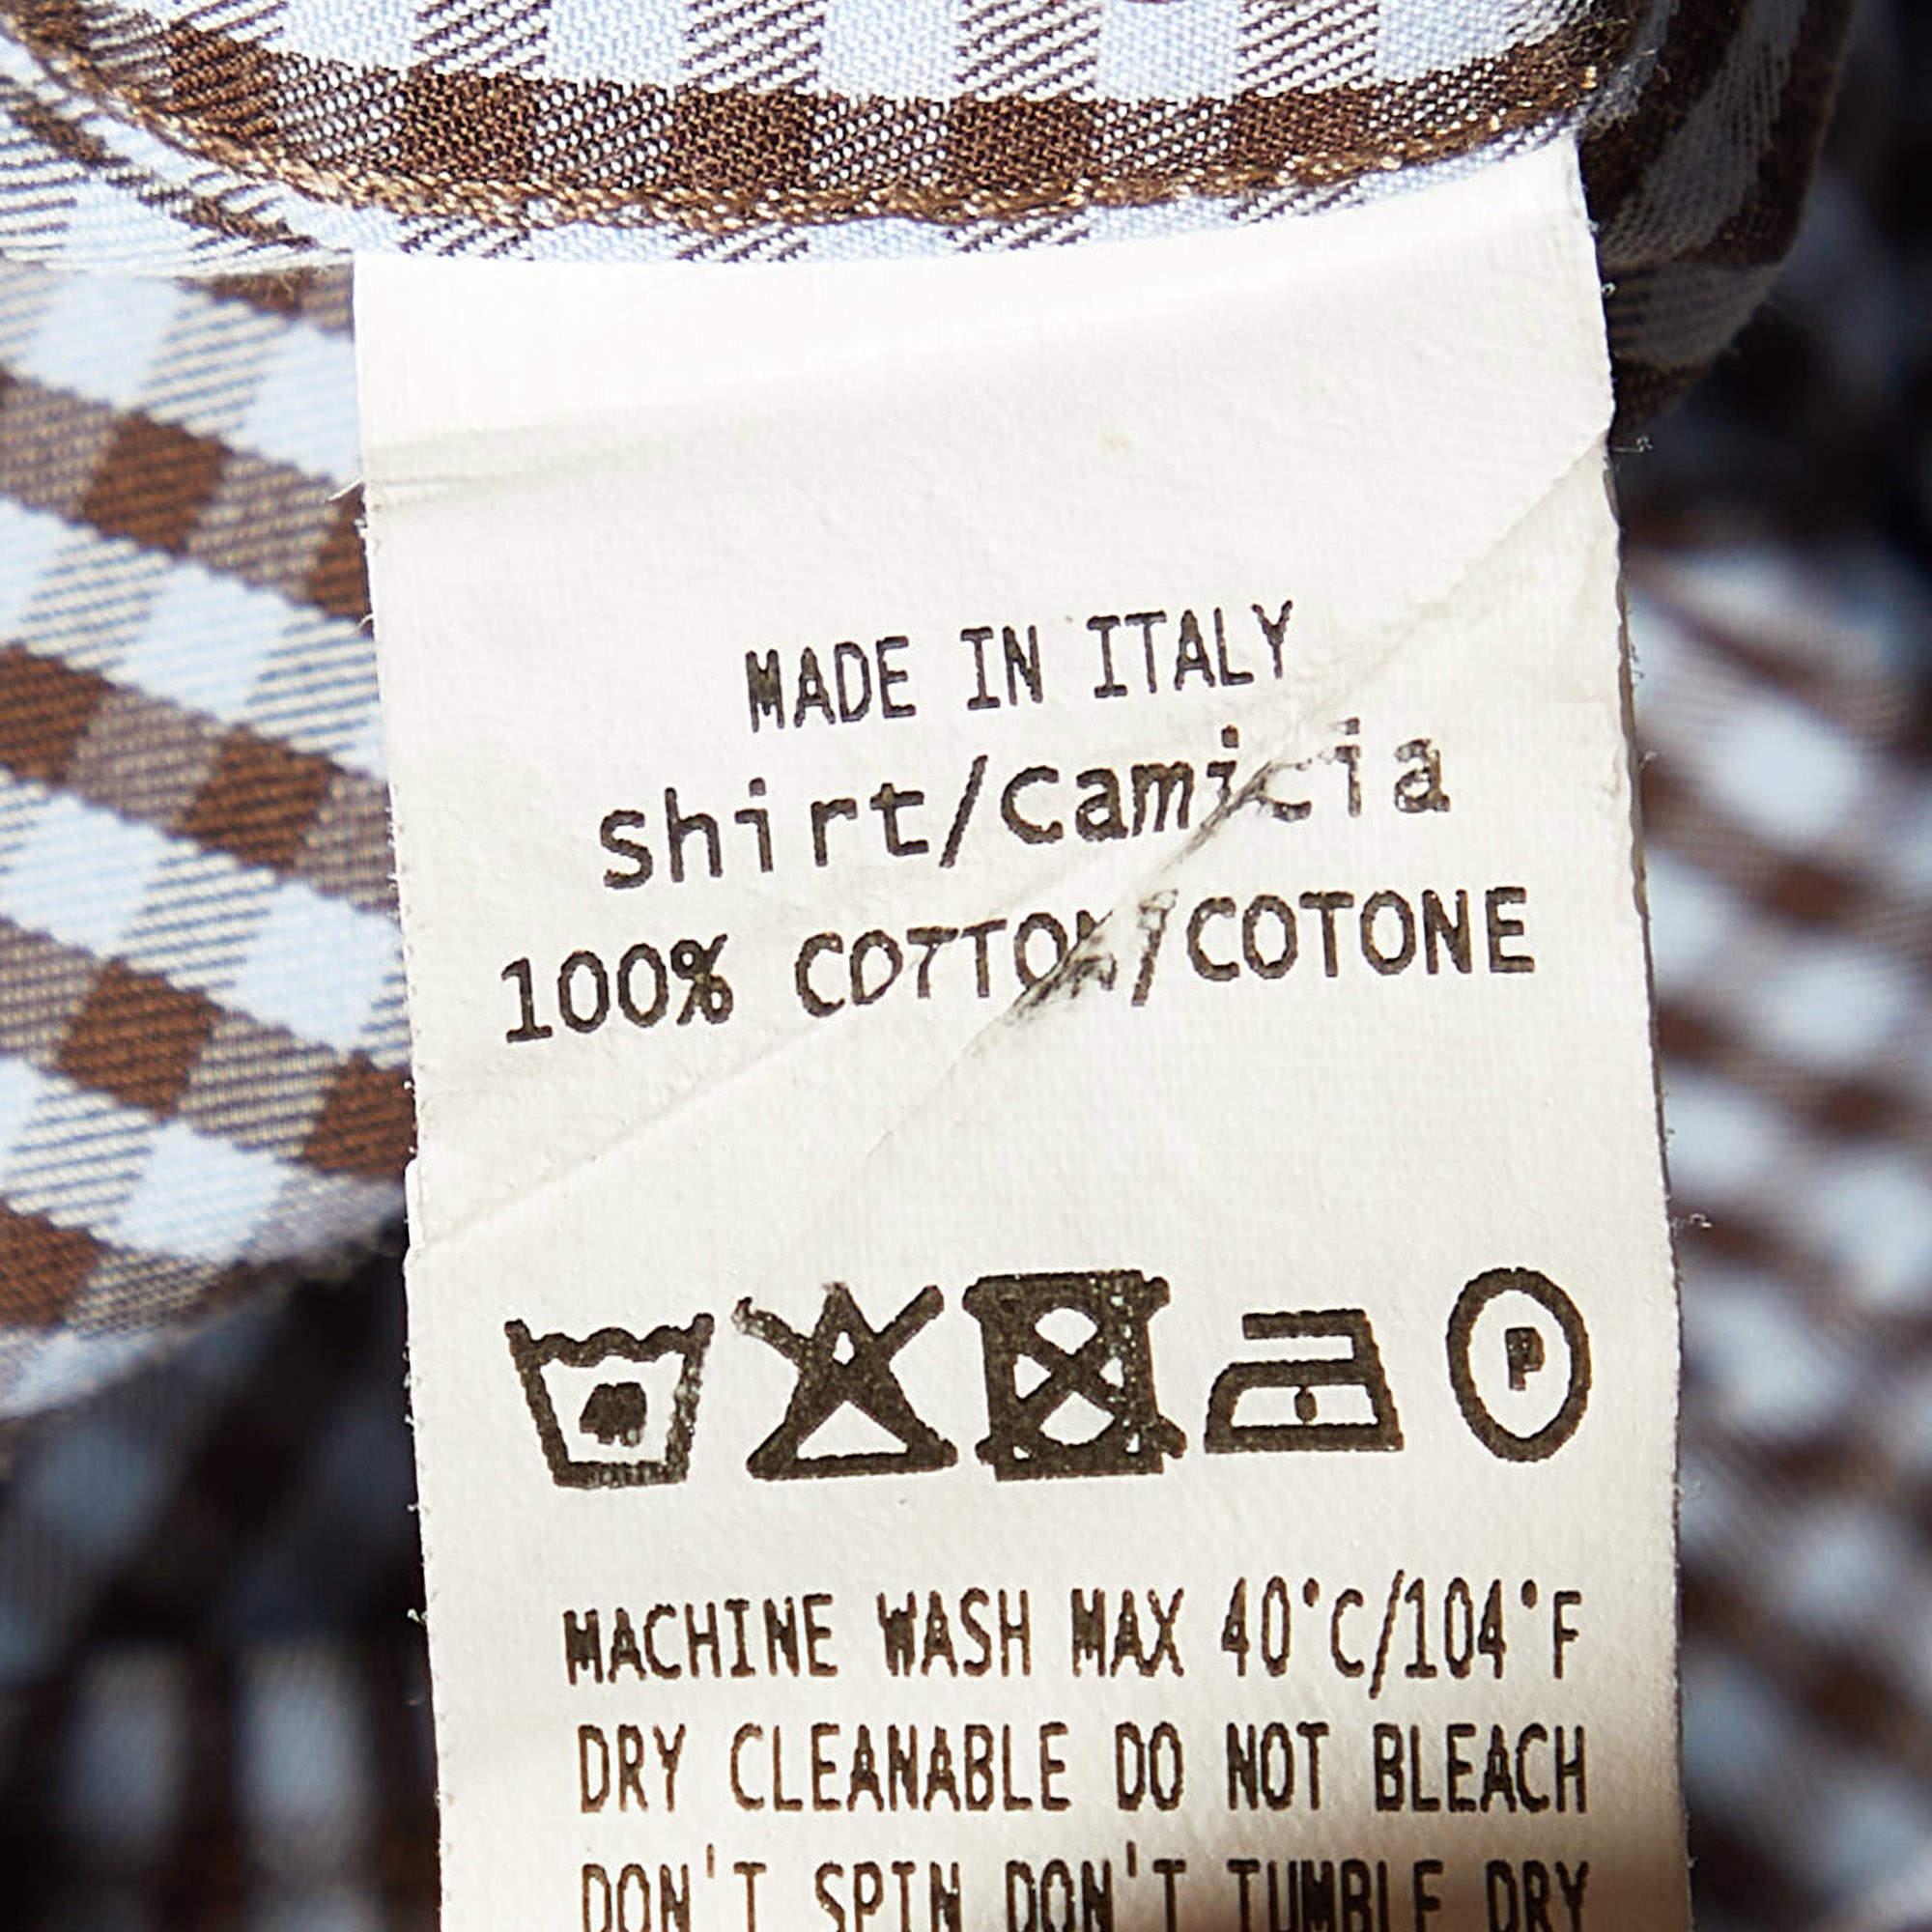 MADE IN ITALY
shirt/camicia
100% COTTON/COTONE
P
MACHINE WASH MAX 40°C/104°F
DRY CLEANABLE DO NOT BLEACH
DON'T SPIN DON'T TUMBLE DRY